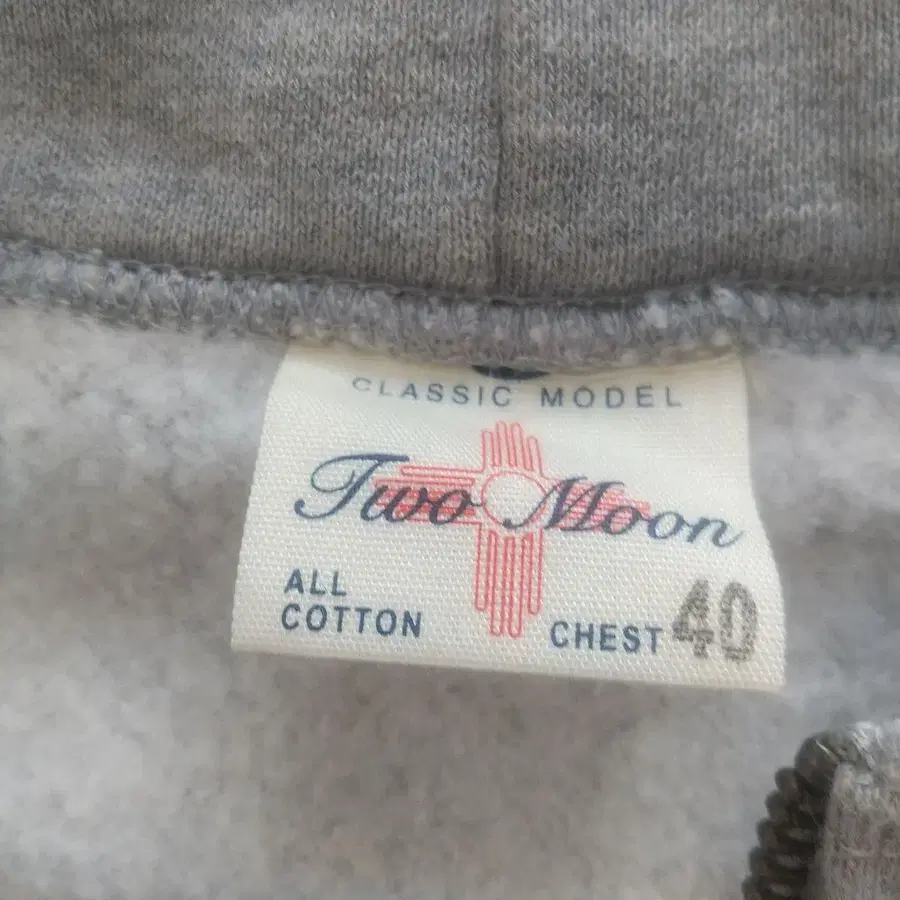 CLASSIC MODEL
Two Moon
ALL
COTTON
CHEST 40